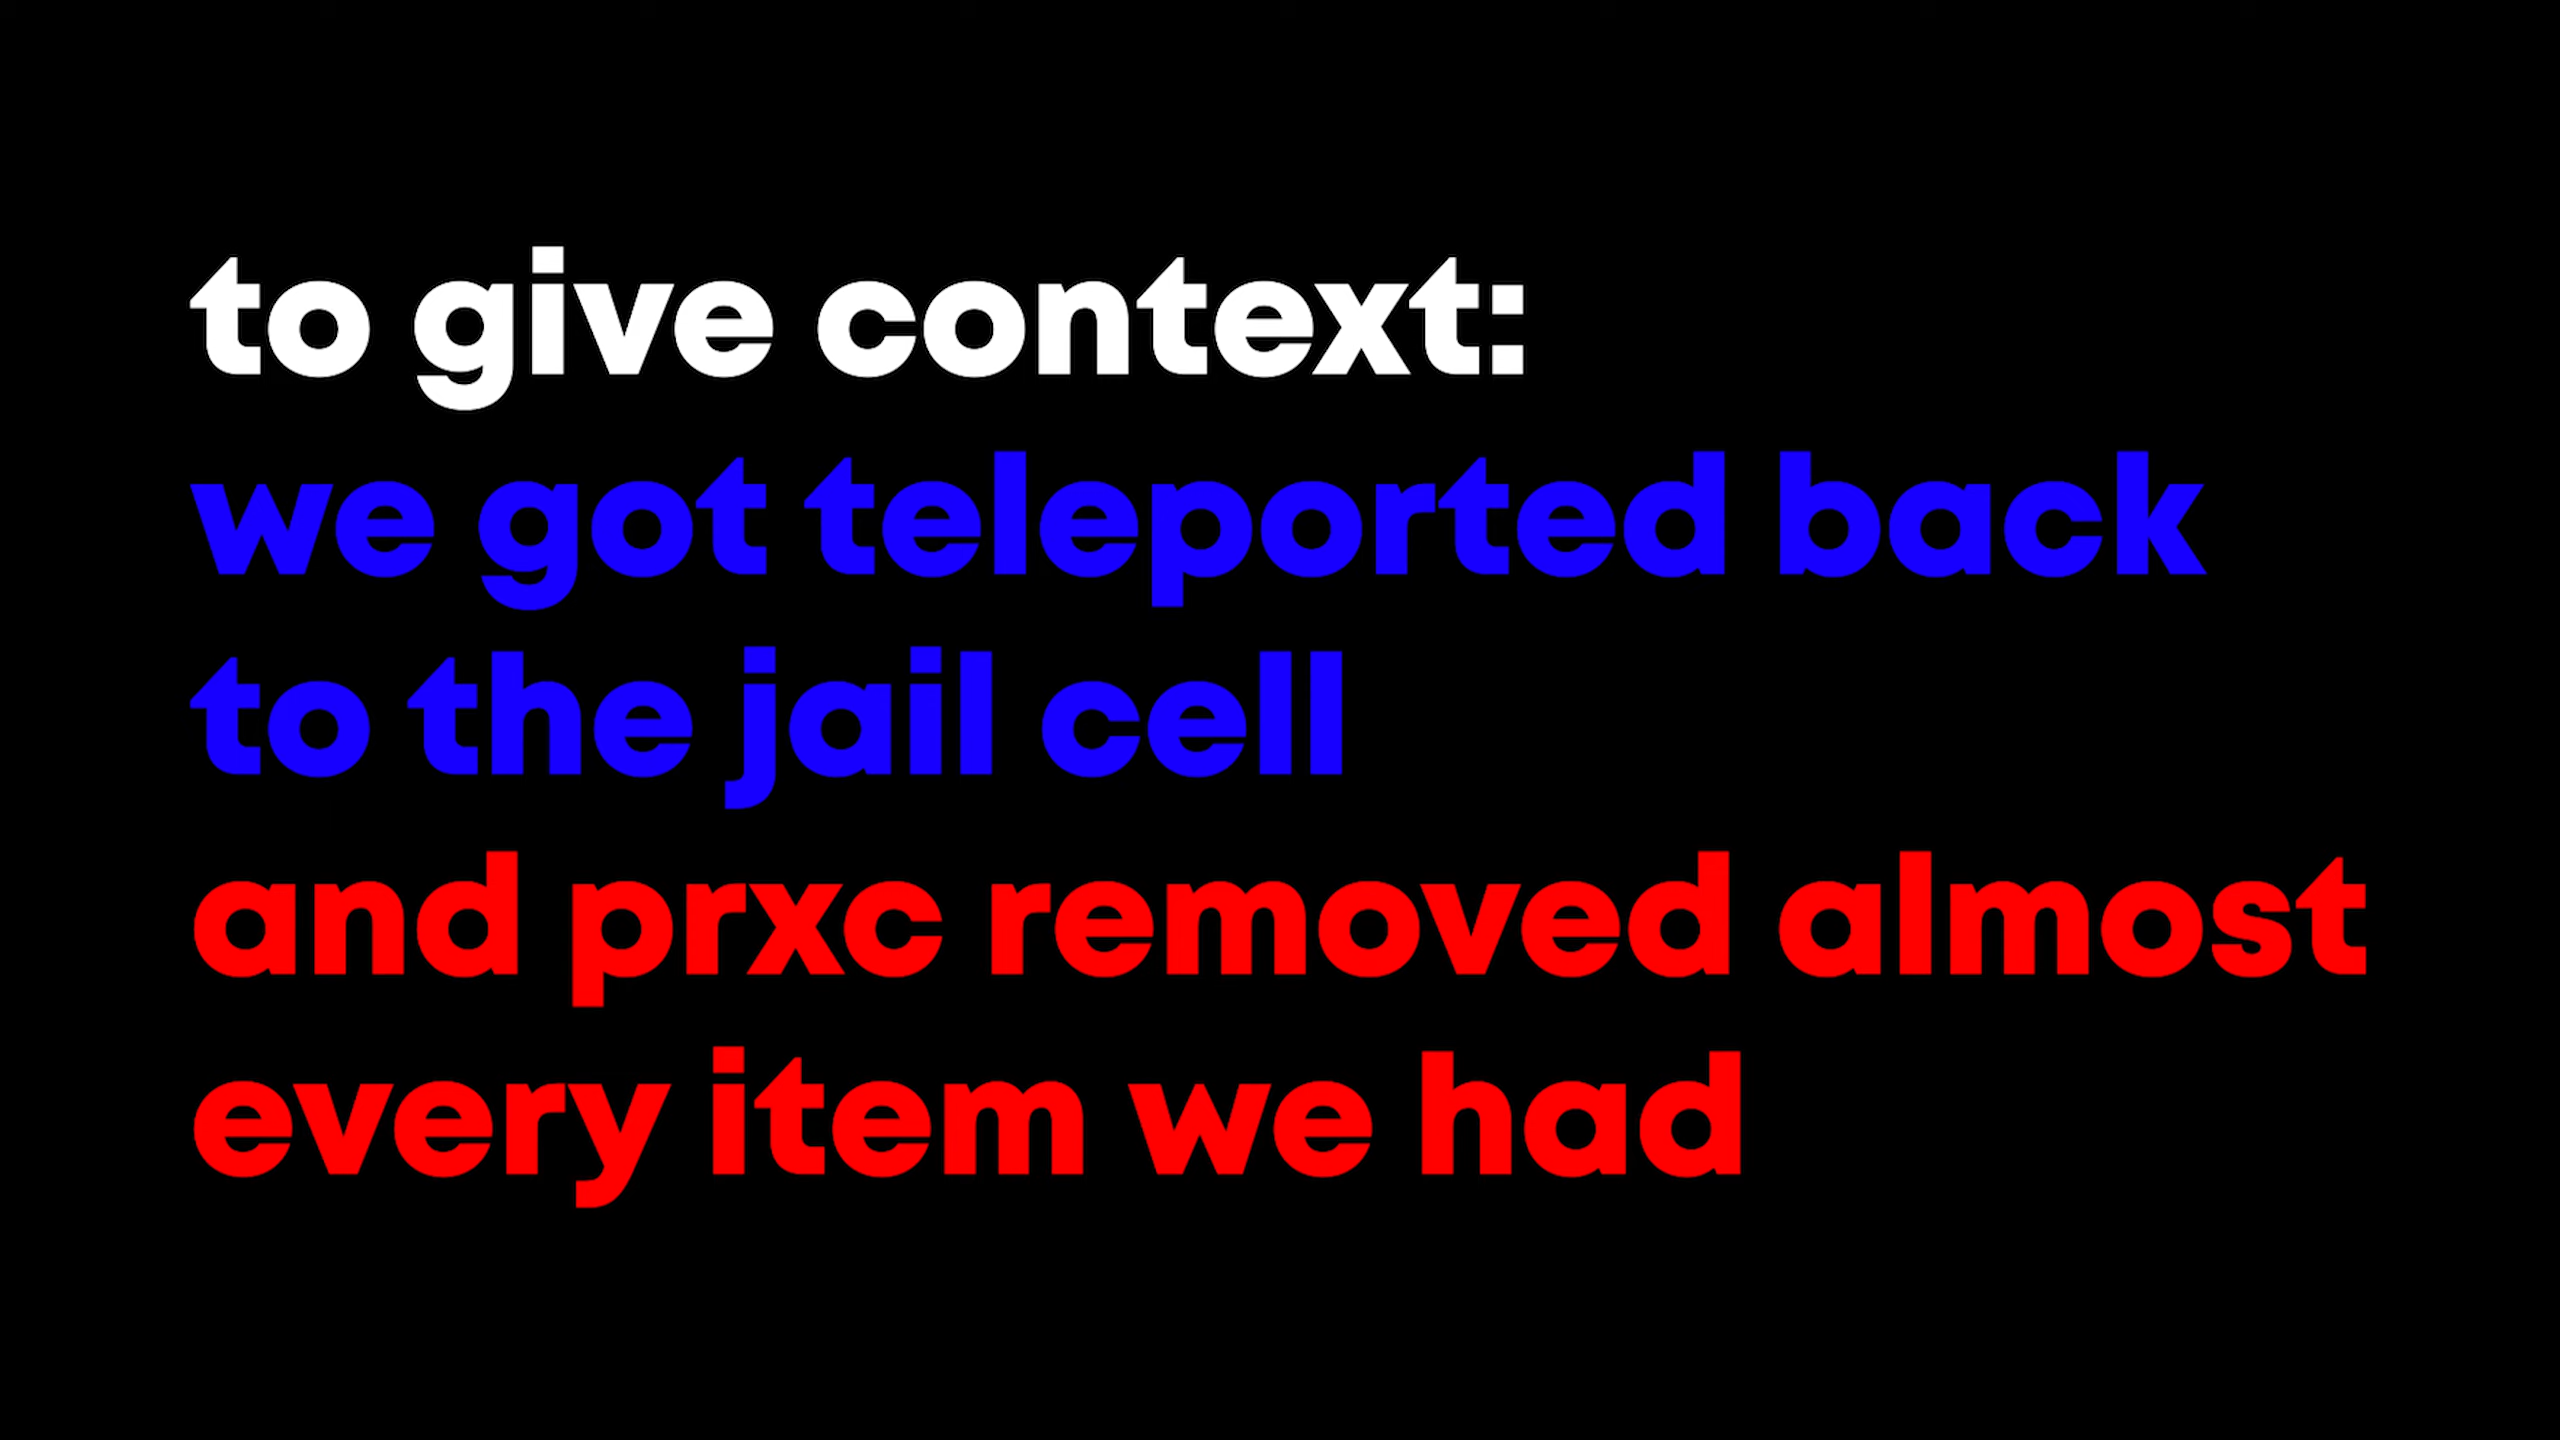 to give context:
we got teleported back
to the jail cell
and prxc removed almost
every item we had